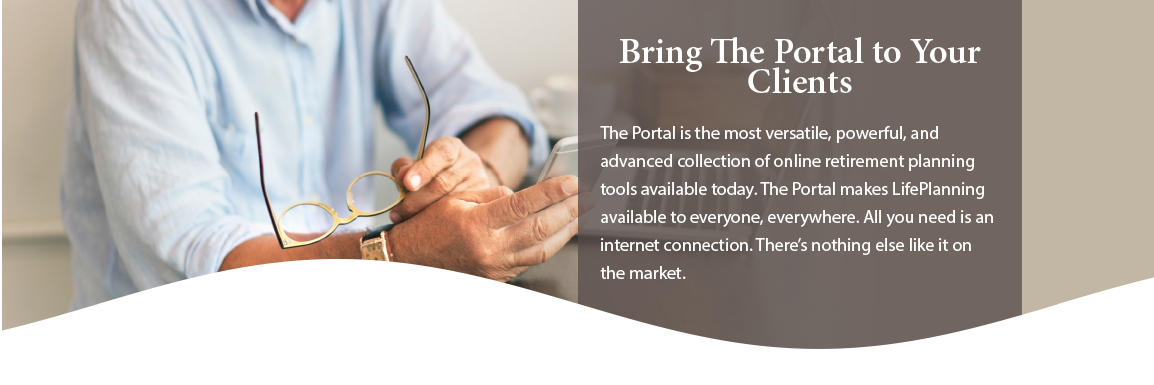 Bring The Portal to Your
Clients
The Portal is the most versatile, powerful, and
advanced collection of online retirement planning
tools available today. The Portal makes LifePlanning
available to everyone, everywhere. All you need is an
internet connection. There’s nothing else like it on
the market.